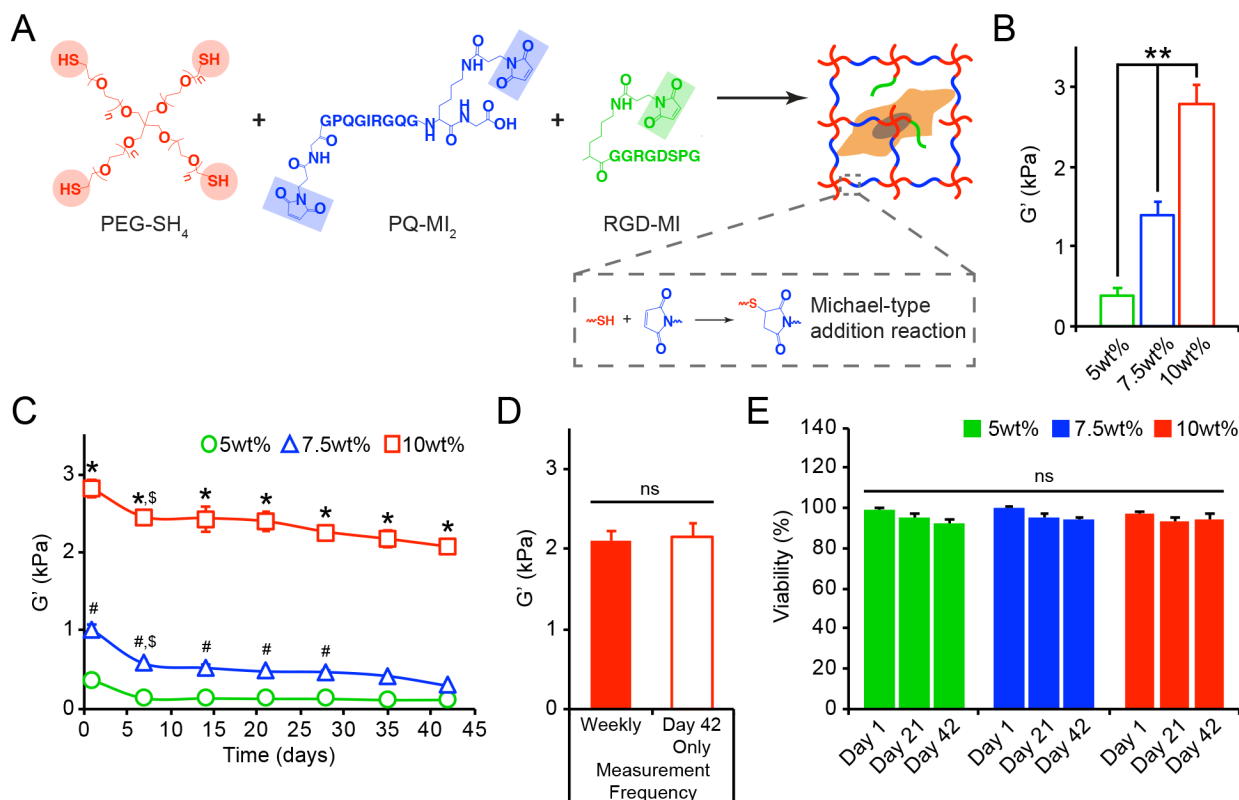 A
HS
SH
O
n
O
n
O
n
O
n
HS
SH
PEG-SH4
+
O
NH
O
N
O
GPQGIRGQG
N
H
O
H
N
O
OH
O
HN
O
O
N
O
PQ-MI2
+
O
NH
O
N
O
GGRGDSPG
O
RGD-MI
SH
+
O
N
O
S
O
N
O
Michael-type
addition reaction
B
G’ (kPa)
**
3
2
1
0
5wt%
7.5wt%
10wt%
C
5wt%
7.5wt%
10wt%
G’ (kPa)
3
2
1
0
*
*,$
*
*
*
*
*
#
#,$
#
#
#
0
5
10
15
20
25
30
35
40
45
Time (days)
D
G’ (kPa)
3
2
1
0
ns
Weekly
Day 42
Only
Measurement
Frequency
E
5wt%
7.5wt%
10wt%
Viability (%)
140
120
100
80
60
40
20
0
ns
Day 1
Day 21
Day 42
Day 1
Day 21
Day 42
Day 1
Day 21
Day 42